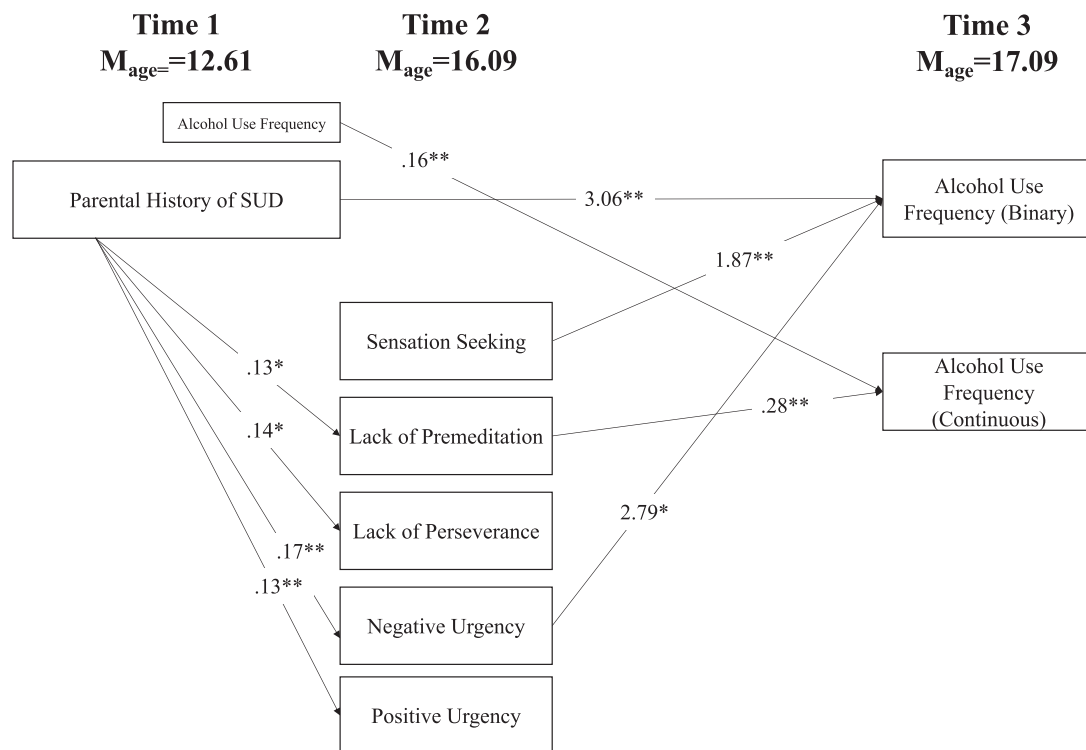 Time 1
M_age= =12.61
Time 2
M_age=16.09
Time 3
M_age=17.09
Alcohol Use Frequency
.16**
Parental History of SUD
3.06**
Alcohol Use
Frequency (Binary)
1.87**
Sensation Seeking
.13*
Alcohol Use
Frequency
(Continuous)
.28**
.14*
Lack of Premeditation
2.79*
Lack of Perseverance
.17**
.13**
Negative Urgency
Positive Urgency